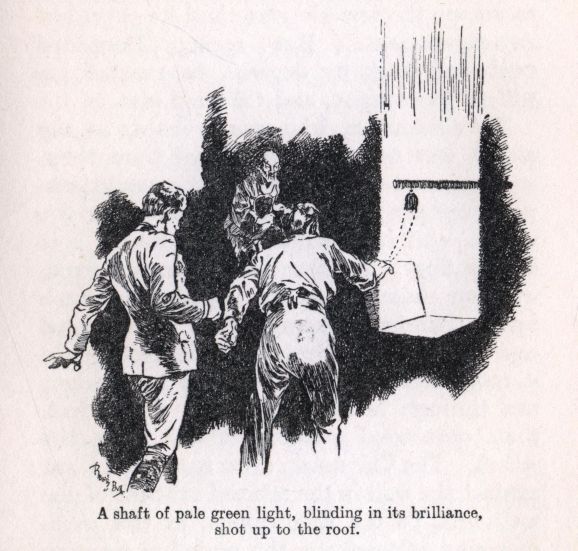 A shaft of pale green light, blinding in its brilliance,
shot up to the roof.